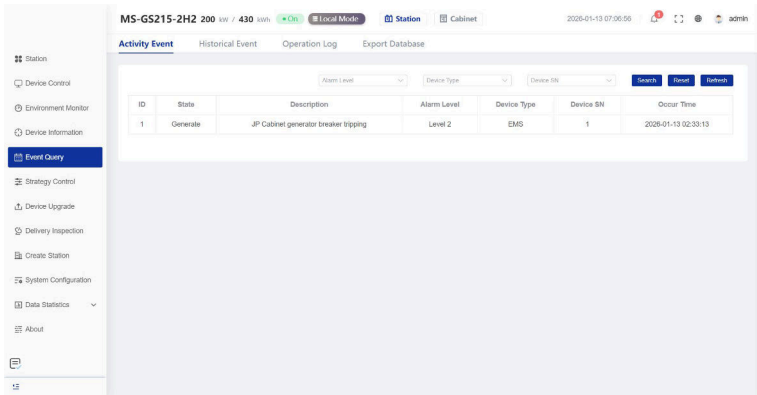 MS-GS215-2H2 200 kW / 430 kWh On Local Mode Station Cabinet 2026-01-13 07:06:56 1 admin
Activity Event Historical Event Operation Log Export Database
Station
Device Control
Environment Monitor
Device Information
Event Query
Strategy Control
Device Upgrade
Delivery Inspection
Create Station
System Configuration
Data Statistics
About
Alarm Level Device Type Device SN Search Reset Refresh
ID State Description Alarm Level Device Type Device SN Occur Time
1 Generate JP Cabinet generator breaker tripping Level 2 EMS 1 2026-01-13 02:33:13